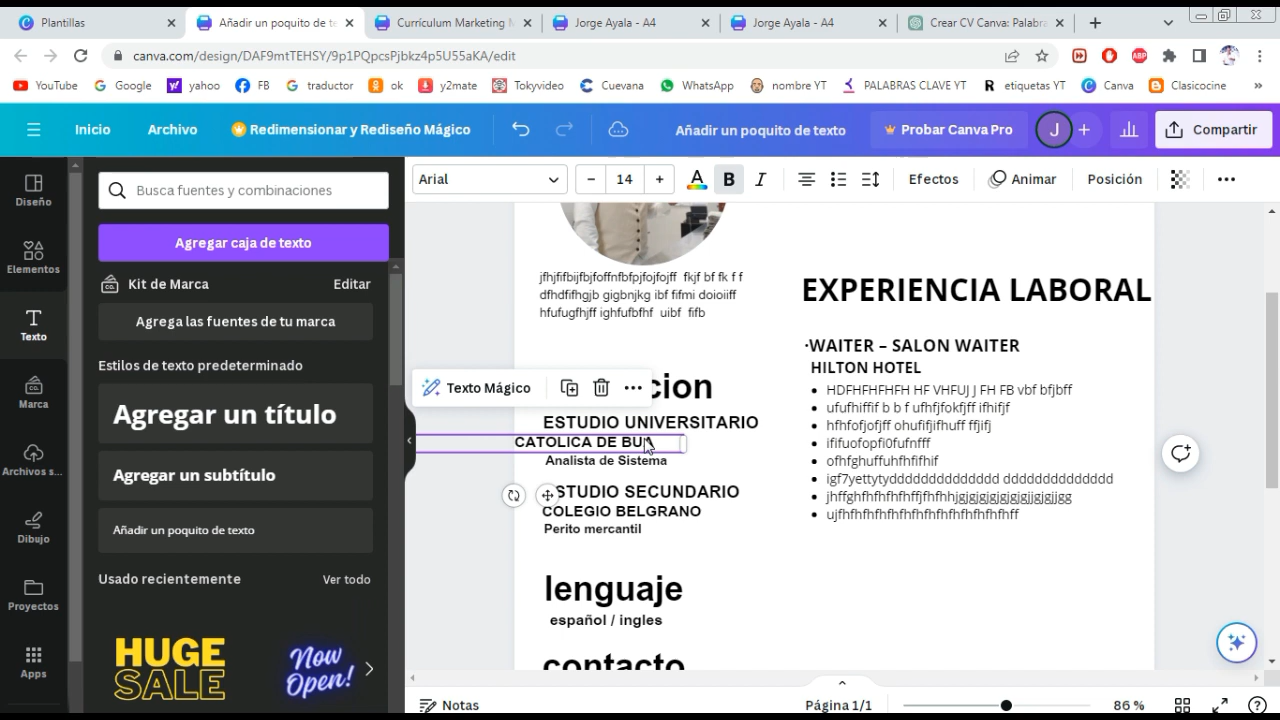 Plantillas
Añadir un poquito de te
Currículum Marketing M
Jorge Ayala - A4
Jorge Ayala - A4
Crear CV Canva: Palabra
canva.com/design/DAF9mtTEHSY/9p1PQpcsPjbkz4p5U55aKA/edit
YouTube
Google
yahoo
FB
traductor
ok
y2mate
Tokyvideo
Cuevana
WhatsApp
nombre YT
PALABRAS CLAVE YT
etiquetas YT
Canva
Clasicocine
Inicio
Archivo
Redimensionar y Rediseño Mágico
Añadir un poquito de texto
Probar Canva Pro
J
Compartir
Arial
14
Efectos
Animar
Posición
Diseño
Elementos
Texto
Marca
Archivos s...
Dibujo
Proyectos
Apps
Busca fuentes y combinaciones
Agregar caja de texto
Kit de Marca
Editar
Agrega las fuentes de tu marca
Estilos de texto predeterminado
Agregar un título
Agregar un subtítulo
Añadir un poquito de texto
Usado recientemente
Ver todo
HUGE
SALE
Now
Open!
jfhjfifbijfbjfoffnfbfpjfojfojff fkjf bf fk f f
dfhdfifhgjb gigbnjkg ibf fifmi doioiiff
hfufugfhjff ighfufbfhf uibf fifb
Texto Mágico
cion
ESTUDIO UNIVERSITARIO
CATOLICA DE BUA
Analista de Sistema
STUDIO SECUNDARIO
COLEGIO BELGRANO
Perito mercantil
lenguaje
español / ingles
contacto
EXPERIENCIA LABORAL
·WAITER – SALON WAITER
HILTON HOTEL
HDFHFHFHFH HF VHFUJ J FH FB vbf bfjbff
ufufhiffif b b f ufhfjfokfjff ifhifjf
hfhfofjofjff ohufifjifhuff ffjifj
ififuofopfi0fufnfff
ofhfghuffuhfhfifhif
igf7yettytydddddddddddddd dddddddddddddd
jhffghfhfhfhfhffjfhfhhjgjgjgjgjgjgjgjjgjgjjgg
ujfhfhfhfhfhfhfhfhfhfhfhfhfhff
Notas
Página 1/1
86 %